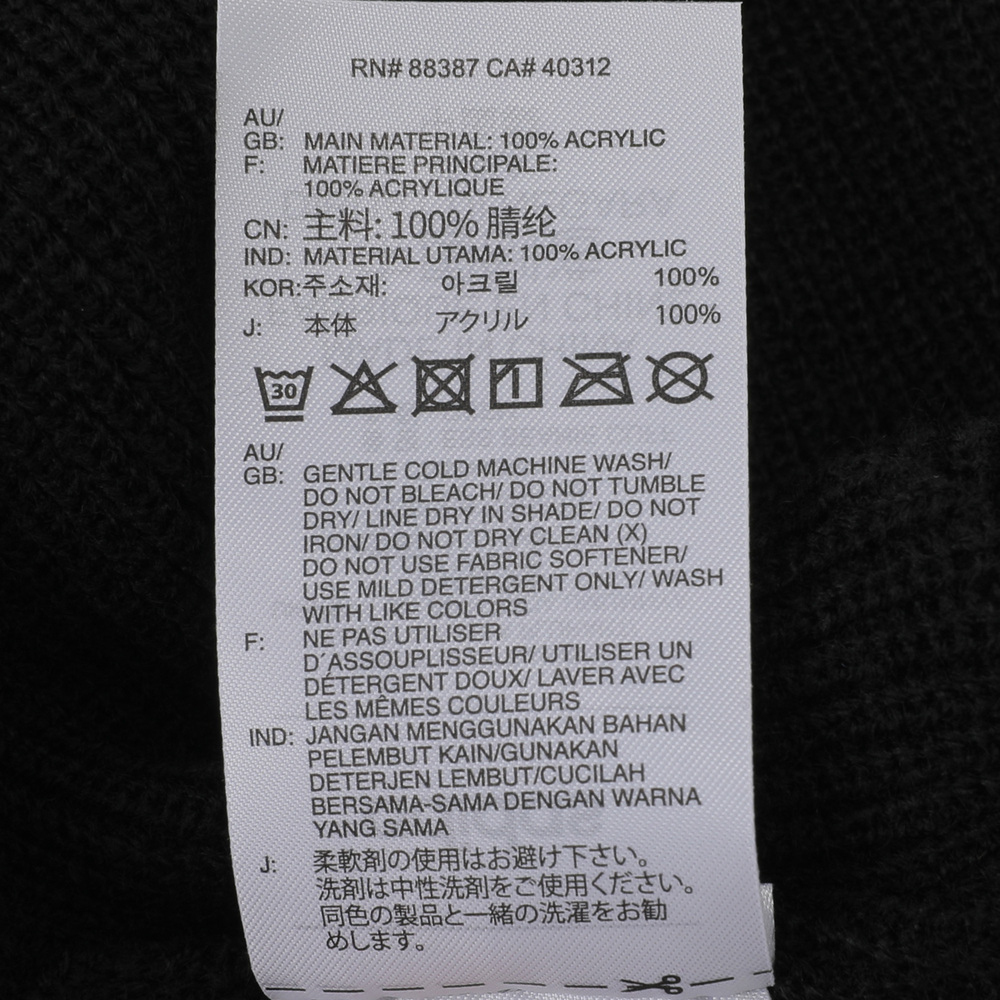 RN# 88387 CA# 40312
AU/
GB: MAIN MATERIAL: 100% ACRYLIC
F: MATIERE PRINCIPALE:
100% ACRYLIQUE
CN: 主料: 100% 腈纶
IND: MATERIAL UTAMA: 100% ACRYLIC
KOR: 주소재: 아크릴 100%
J: 本体 アクリル 100%
30
AU/
GB: GENTLE COLD MACHINE WASH/
DO NOT BLEACH/ DO NOT TUMBLE
DRY/ LINE DRY IN SHADE/ DO NOT
IRON/ DO NOT DRY CLEAN (X)
DO NOT USE FABRIC SOFTENER/
USE MILD DETERGENT ONLY/ WASH
WITH LIKE COLORS
F: NE PAS UTILISER
D´ASSOUPLISSEUR/ UTILISER UN
DÉTERGENT DOUX/ LAVER AVEC
LES MÊMES COULEURS
IND: JANGAN MENGGUNAKAN BAHAN
PELEMBUT KAIN/GUNAKAN
DETERJEN LEMBUT/CUCILAH
BERSAMA-SAMA DENGAN WARNA
YANG SAMA
J: 柔軟剤の使用はお避け下さい。
洗剤は中性洗剤をご使用ください。
同色の製品と一緒の洗濯をお勧
めします。